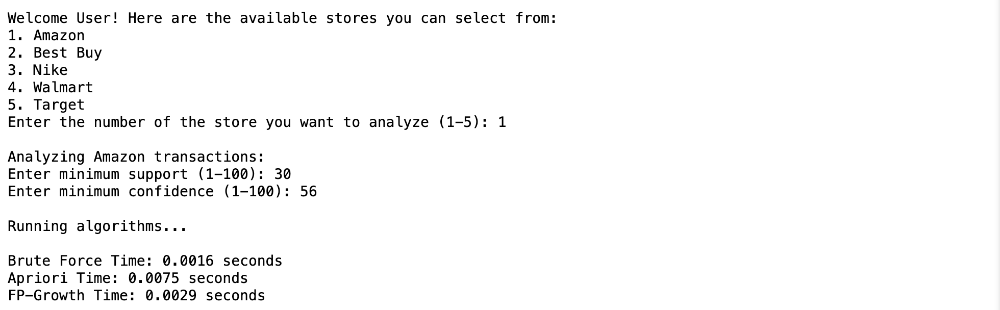 Welcome User! Here are the available stores you can select from:
1. Amazon
2. Best Buy
3. Nike
4. Walmart
5. Target
Enter the number of the store you want to analyze (1-5): 1
Analyzing Amazon transactions:
Enter minimum support (1-100): 30
Enter minimum confidence (1-100): 56
Running algorithms...
Brute Force Time: 0.0016 seconds
Apriori Time: 0.0075 seconds
FP-Growth Time: 0.0029 seconds